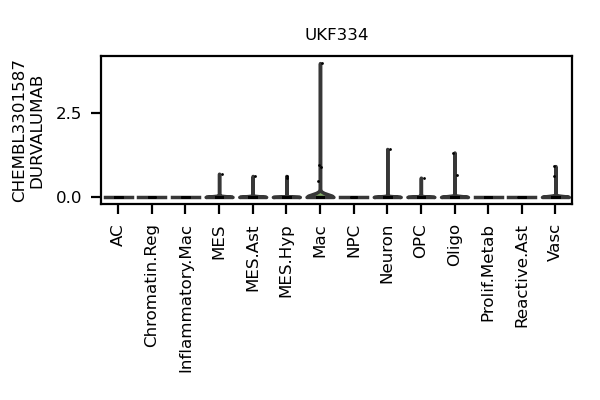 UKF334
CHEMBL3301587
DURVALUMAB
2.5
0.0
AC
Chromatin.Reg
Inflammatory.Mac
MES
MES.Ast
MES.Hyp
Mac
NPC
Neuron
OPC
Oligo
Prolif.Metab
Reactive.Ast
Vasc